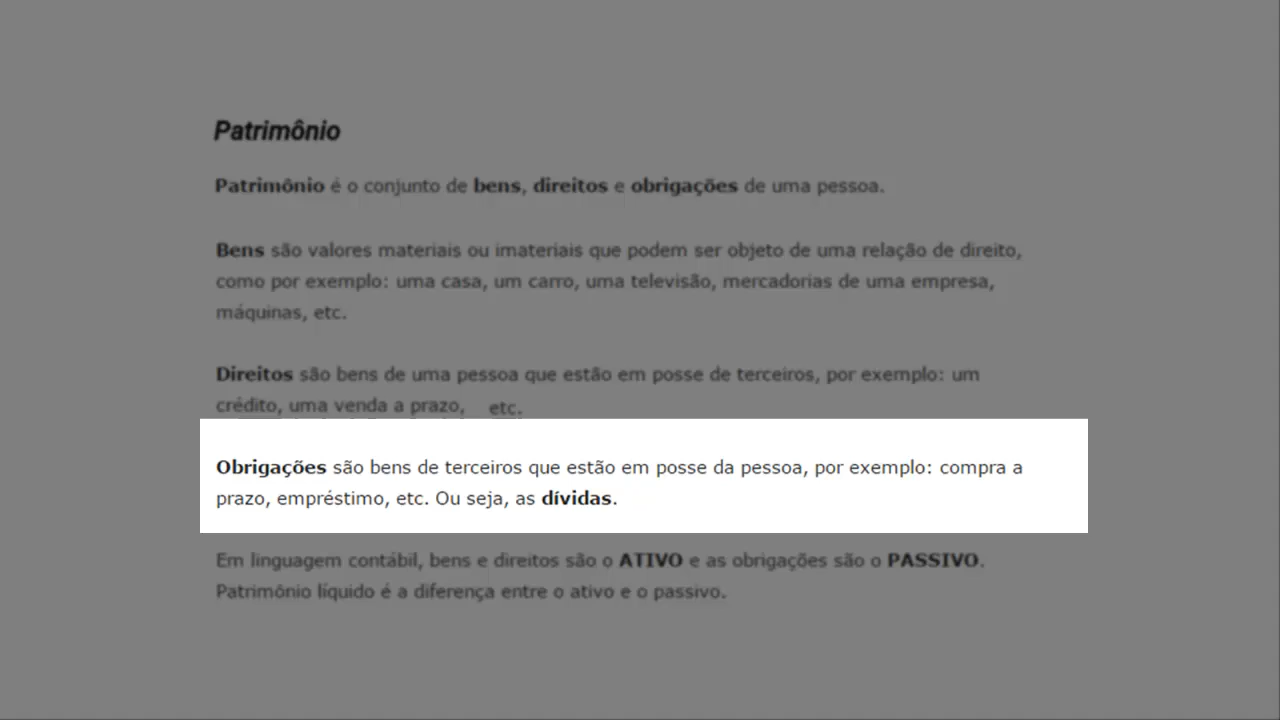 Patrimônio
Patrimônio é o conjunto de bens, direitos e obrigações de uma pessoa.
Bens são valores materiais ou imateriais que podem ser objeto de uma relação de direito,
como por exemplo: uma casa, um carro, uma televisão, mercadorias de uma empresa,
máquinas, etc.
Direitos são bens de uma pessoa que estão em posse de terceiros, por exemplo: um
crédito, uma venda a prazo, etc.
Obrigações são bens de terceiros que estão em posse da pessoa, por exemplo: compra a
prazo, empréstimo, etc. Ou seja, as dívidas.
Em linguagem contábil, bens e direitos são o ATIVO e as obrigações são o PASSIVO.
Patrimônio líquido é a diferença entre o ativo e o passivo.